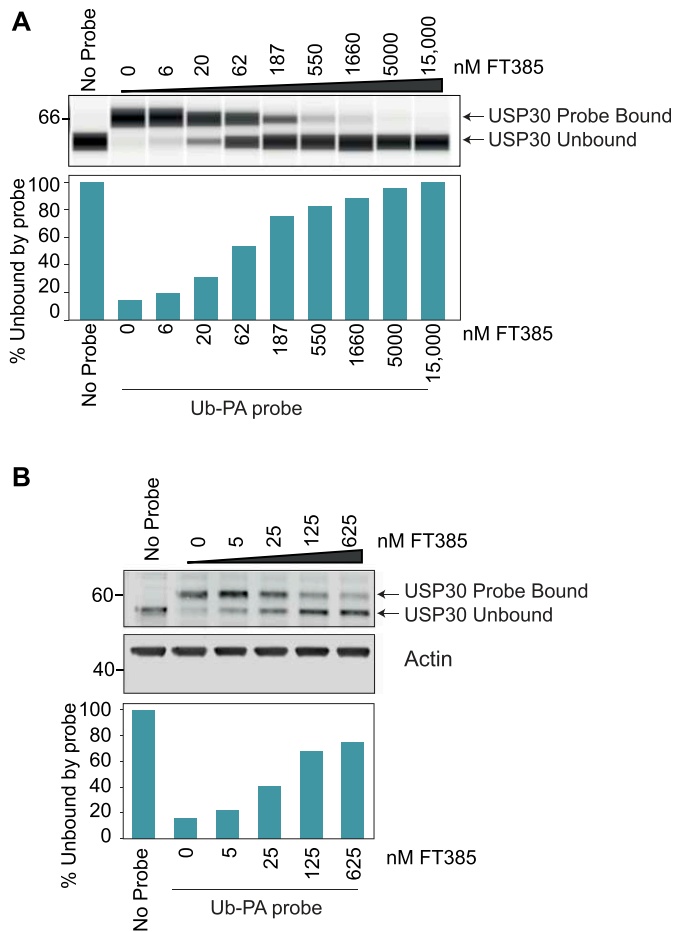 A
No Probe 0 6 20 62 187 550 1660 5000 15,000 nM FT385
66
USP30 Probe Bound
USP30 Unbound
% Unbound by probe
100
80
60
40
20
0
No Probe 0 6 20 62 187 550 1660 5000 15,000 nM FT385
Ub-PA probe
B
No Probe 0 5 25 125 625 nM FT385
60
USP30 Probe Bound
USP30 Unbound
40
Actin
% Unbound by probe
100
80
60
40
20
0
No Probe 0 5 25 125 625 nM FT385
Ub-PA probe